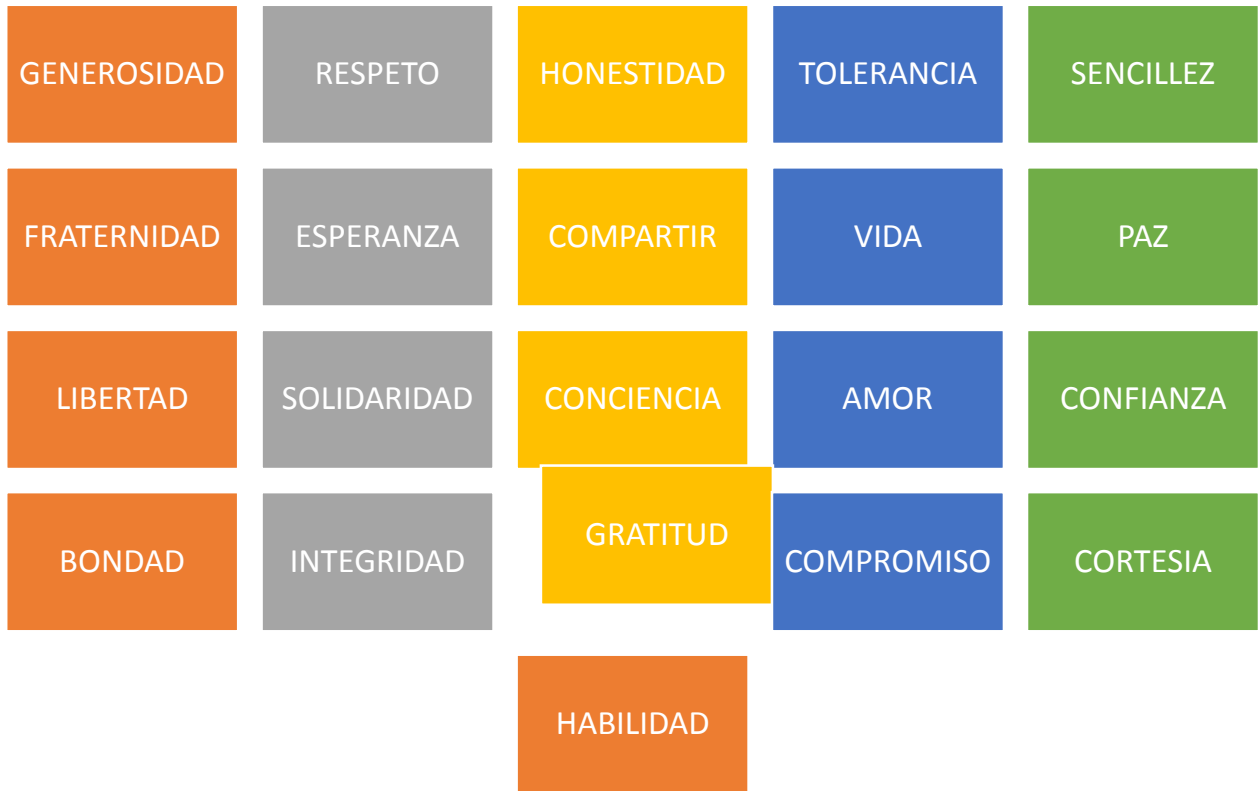 GENEROSIDAD
RESPETO
HONESTIDAD
TOLERANCIA
SENCILLEZ
FRATERNIDAD
ESPERANZA
COMPARTIR
VIDA
PAZ
LIBERTAD
SOLIDARIDAD
CONCIENCIA
AMOR
CONFIANZA
BONDAD
INTEGRIDAD
GRATITUD
COMPROMISO
CORTESIA
HABILIDAD